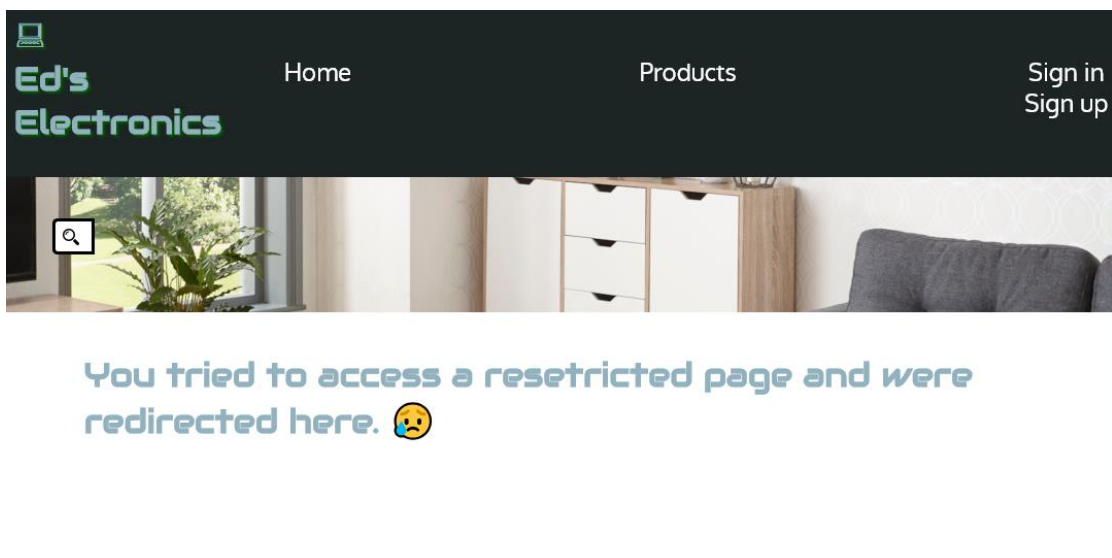 Ed's
Electronics
Home
Products
Sign in
Sign up
You tried to access a resetricted page and were
redirected here. 😥